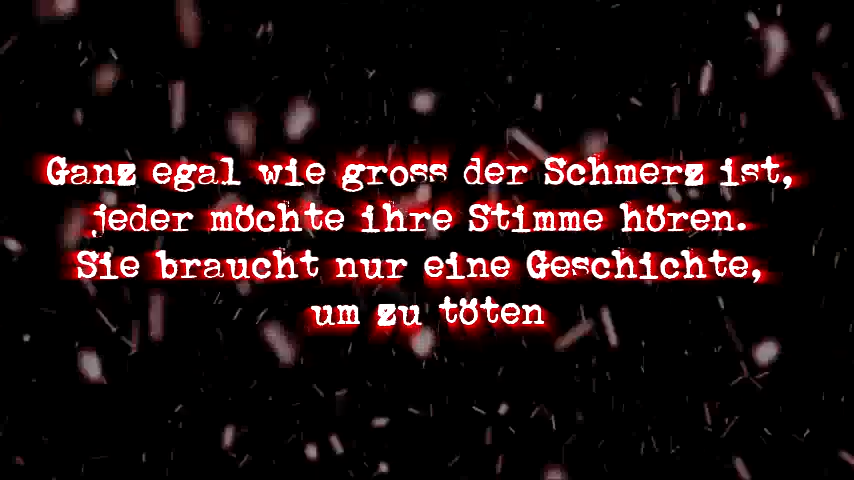 Ganz egal wie gross der Schmerz ist,
jeder möchte ihre Stimme hören.
Sie braucht nur eine Geschichte,
um zu töten